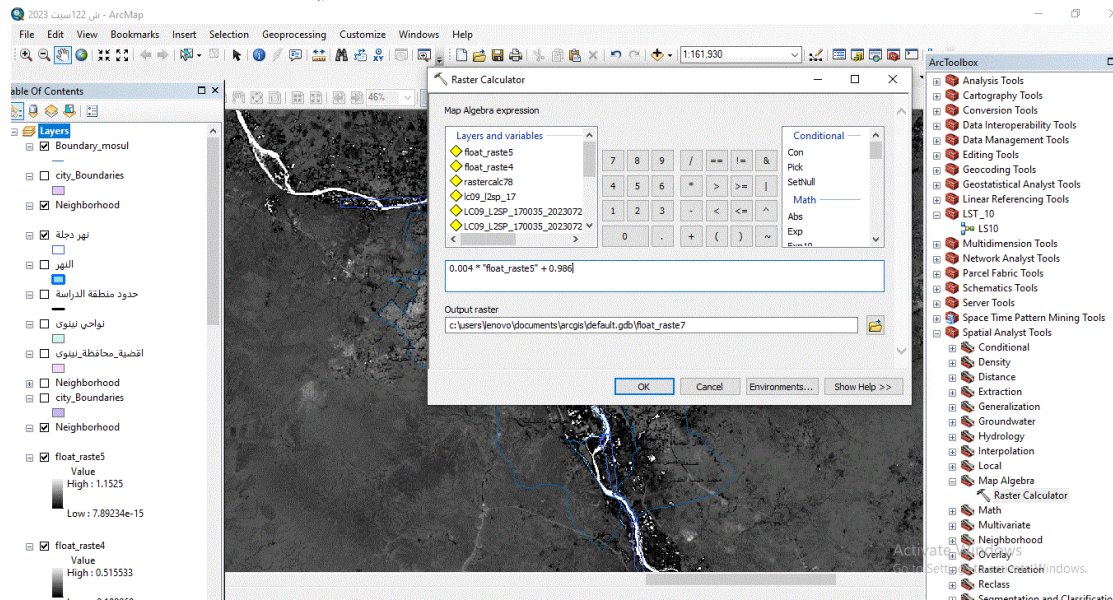 ش 122سبت 2023 - ArcMap
File Edit View Bookmarks Insert Selection Geoprocessing Customize Windows Help
1:161,930
able Of Contents
Layers
Boundary_mosul
city_Boundaries
Neighborhood
نهر دجلة
النهر
حدود منطقة الدراسة
نواحي نينوى
اقضية_محافظة_نينوى
Neighborhood
city_Boundaries
Neighborhood
float_raste5
Value
High : 1.1525
Low : 7.89234e-15
float_raste4
Value
High : 0.515533
46%
Raster Calculator
Map Algebra expression
Layers and variables
float_raste5
float_raste4
rastercalc78
lc09_l2sp_17
LC09_L2SP_170035_2023072
LC09_L2SP_170035_2023072
7 8 9 / == != &
4 5 6 * > >= |
1 2 3 - < <= ^
0 . + ( ) ~
Conditional
Con
Pick
SetNull
Math
Abs
Exp
Exp10
0.004 * "float_raste5" + 0.986
Output raster
c:\users\lenovo\documents\arcgis\default.gdb\float_raste7
OK Cancel Environments... Show Help >>
ArcToolbox
Analysis Tools
Cartography Tools
Conversion Tools
Data Interoperability Tools
Data Management Tools
Editing Tools
Geocoding Tools
Geostatistical Analyst Tools
Linear Referencing Tools
LST_10
LS10
Multidimension Tools
Network Analyst Tools
Parcel Fabric Tools
Schematics Tools
Server Tools
Space Time Pattern Mining Tools
Spatial Analyst Tools
Conditional
Density
Distance
Extraction
Generalization
Groundwater
Hydrology
Interpolation
Local
Map Algebra
Raster Calculator
Math
Multivariate
Neighborhood
Overlay
Raster Creation
Reclass
Segmentation and Classificatio
Activate Windows
Go to Settings to activate Windows.